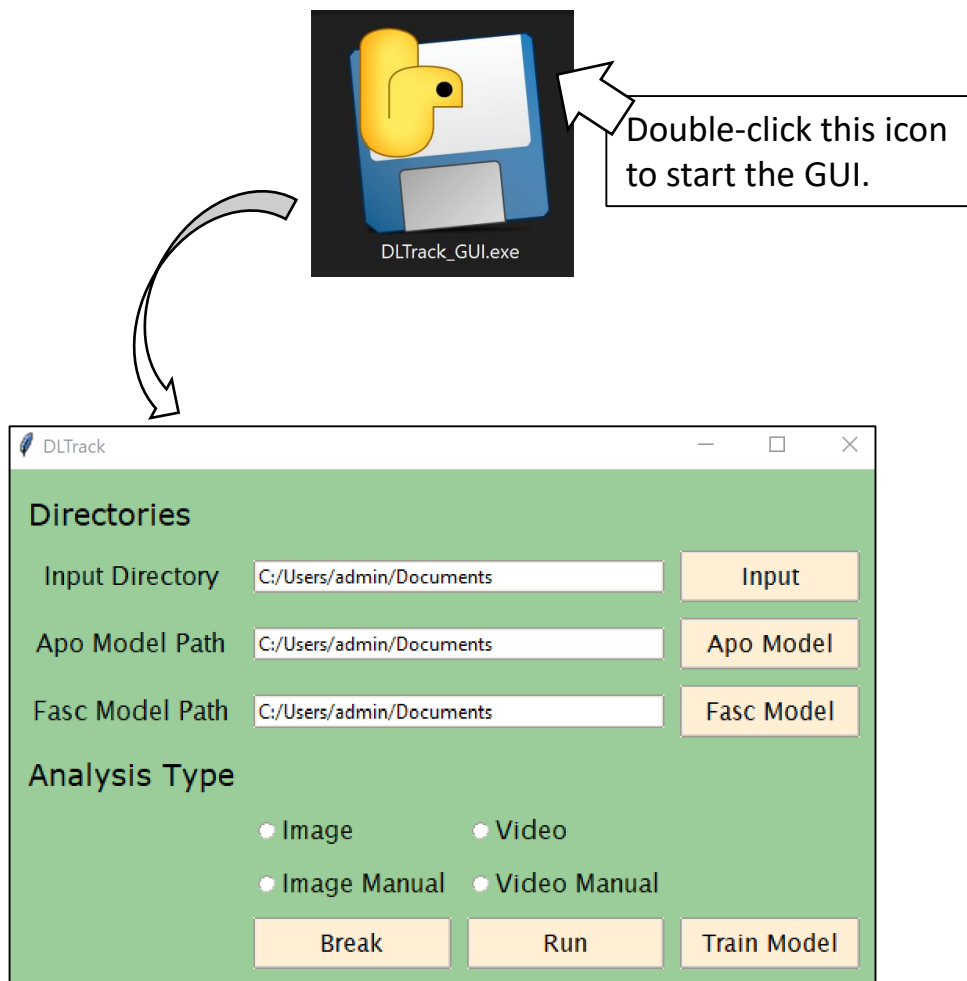 Double-click this icon
to start the GUI.
DLTrack_GUI.exe
DLTrack
Directories
Input Directory C:/Users/admin/Documents Input
Apo Model Path C:/Users/admin/Documents Apo Model
Fasc Model Path C:/Users/admin/Documents Fasc Model
Analysis Type
Image Video
Image Manual Video Manual
Break Run Train Model